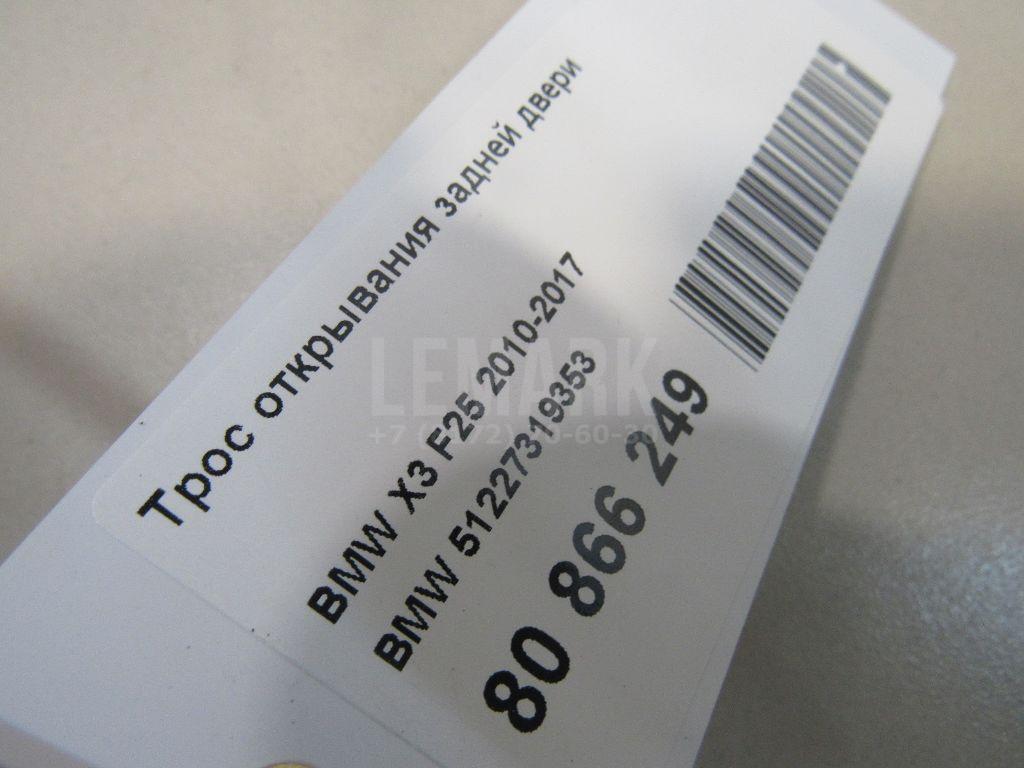 Трос открывания задней двери
BMW X3 F25 2010-2017
BMW 51227319353
80 866 249
LEMARK